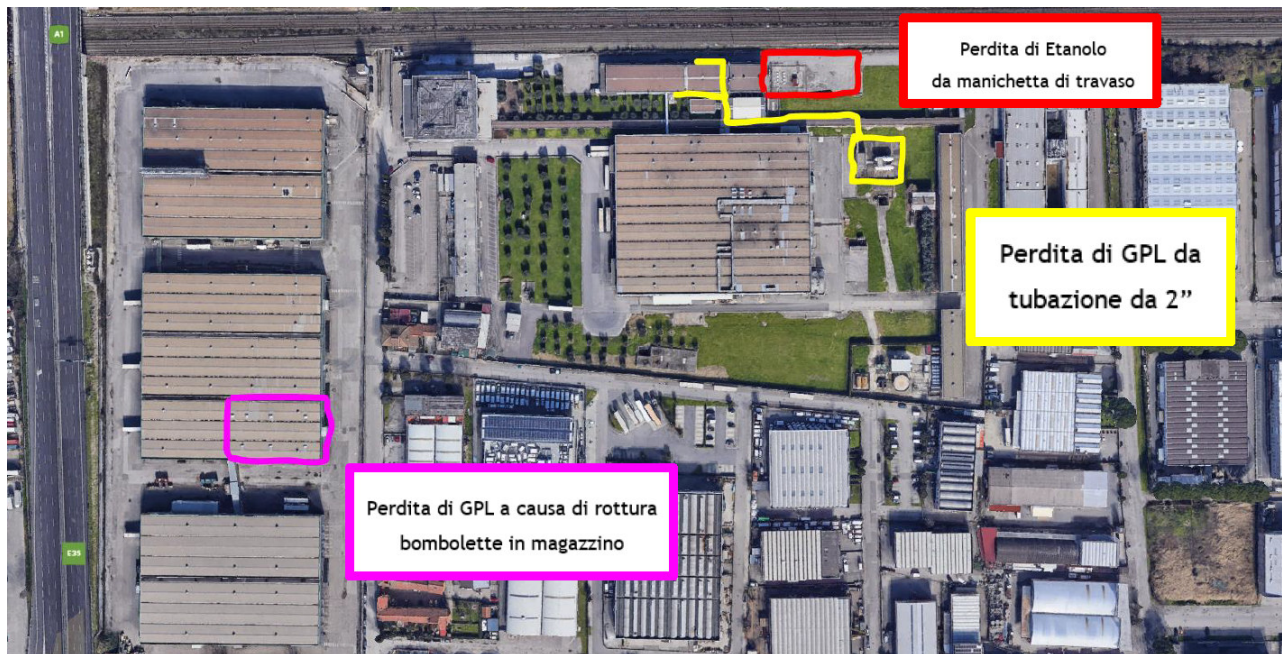 A1
Perdita di Etanolo
da manichetta di travaso
Perdita di GPL da
tubazione da 2”
Perdita di GPL a causa di rottura
bombolette in magazzino
E35